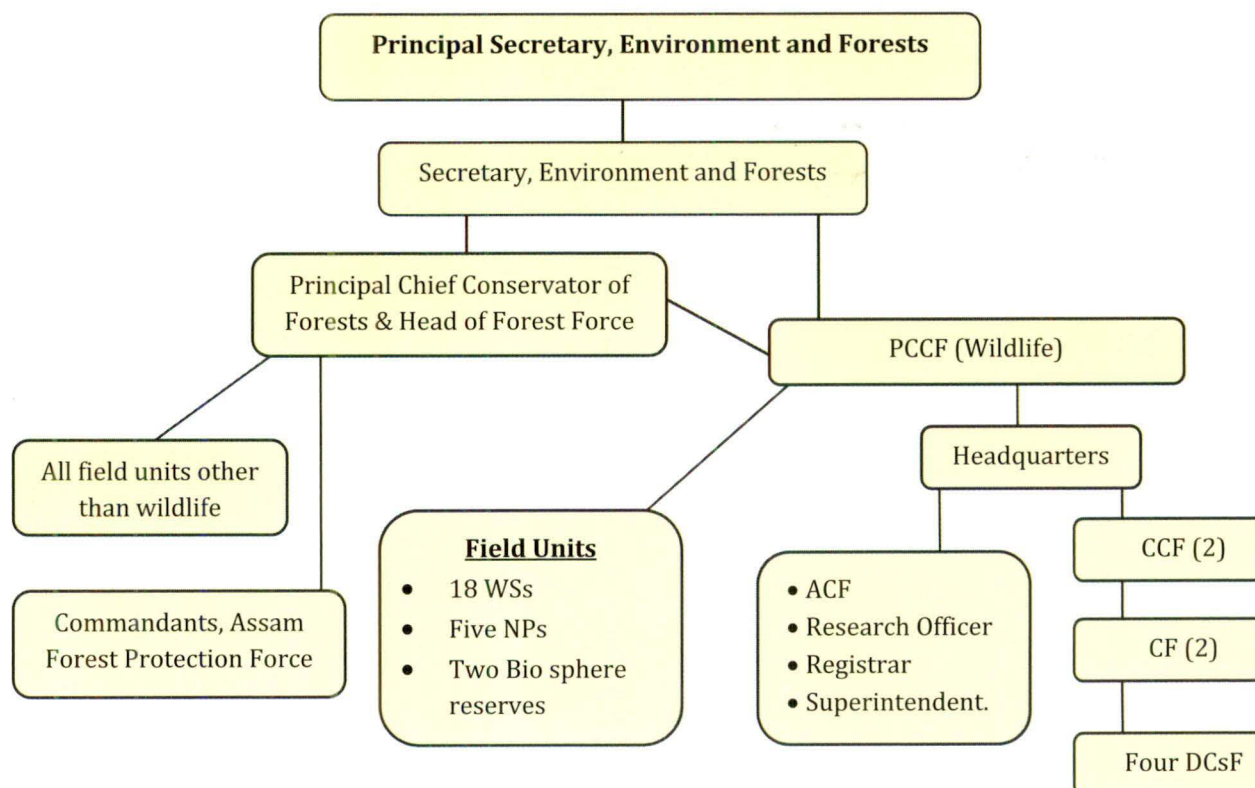 Principal Secretary, Environment and Forests
Secretary, Environment and Forests
Principal Chief Conservator of
Forests & Head of Forest Force
PCCF (Wildlife)
All field units other
than wildlife
Headquarters
Commandants, Assam
Forest Protection Force
Field Units
• 18 WSs
• Five NPs
• Two Bio sphere
reserves
• ACF
• Research Officer
• Registrar
• Superintendent.
CCF (2)
CF (2)
Four DCsF